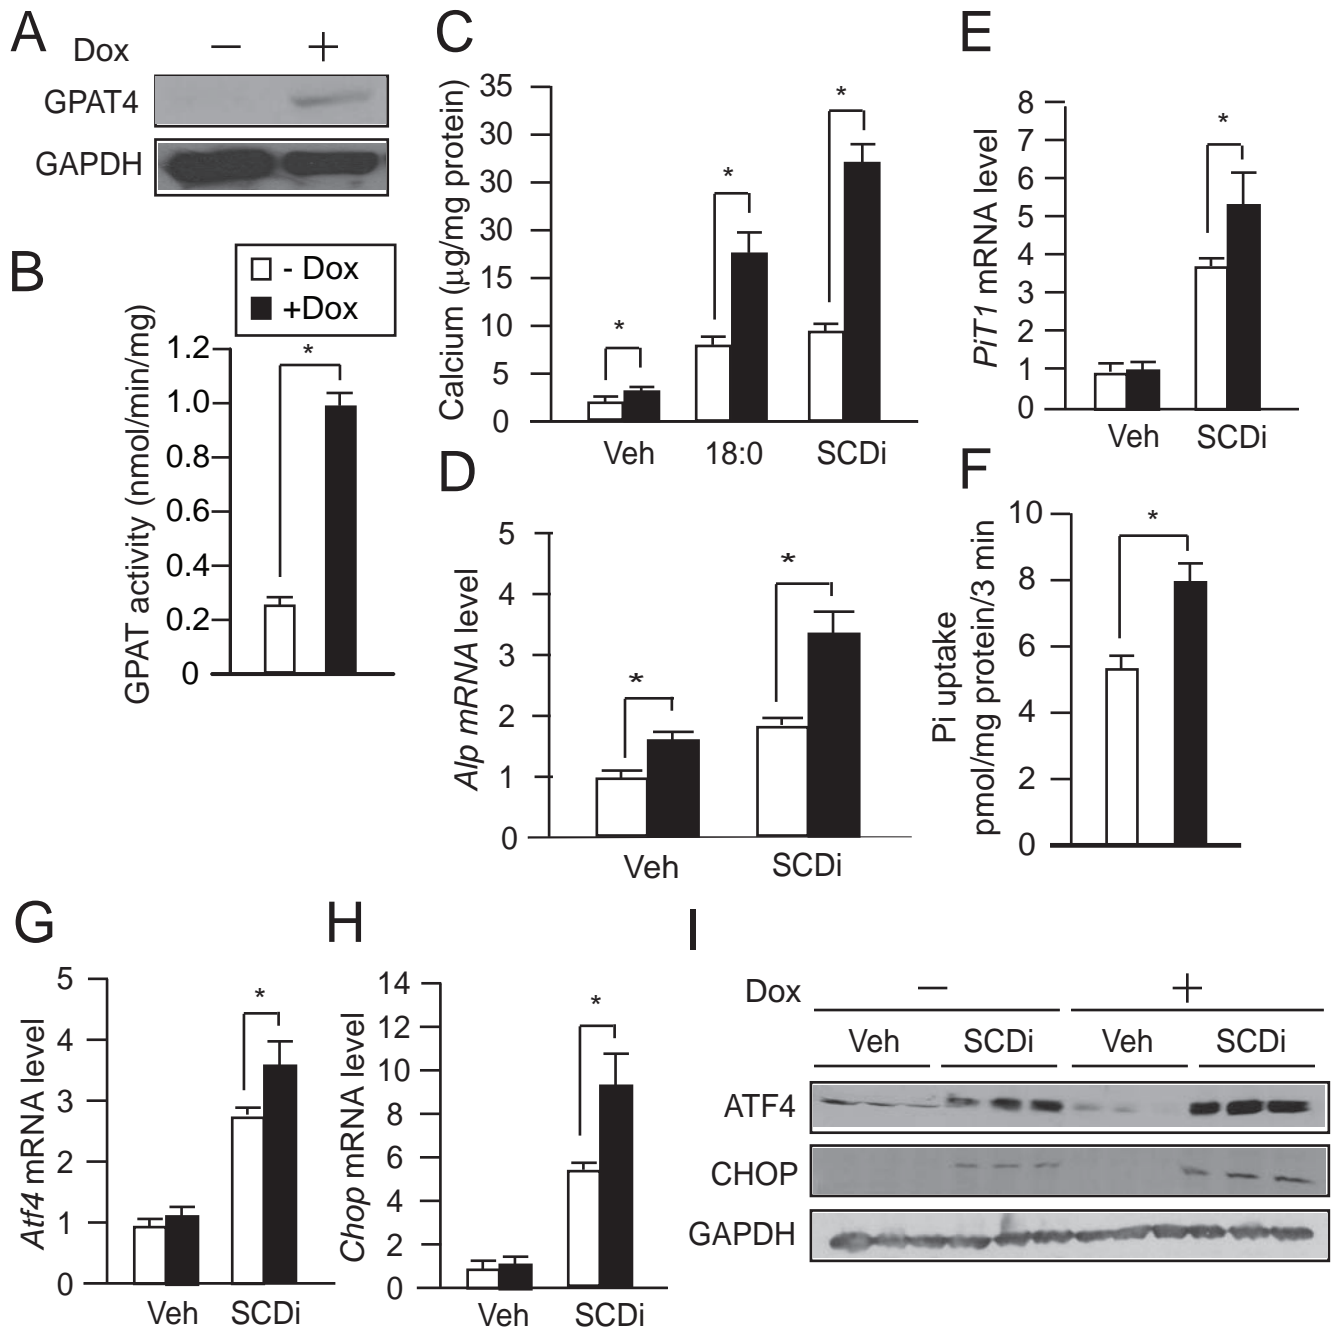 A
Dox − +
GPAT4
GAPDH
B
- Dox
+Dox
GPAT activity (nmol/min/mg)
1.2
1.0
0.8
0.6
0.4
0.2
0
*
C
Calcium (µg/mg protein)
35
30
30
30
15
10
5
0
*
*
*
Veh 18:0 SCDi
D
Alp mRNA level
5
4
3
2
1
0
*
*
Veh SCDi
E
PiT1 mRNA level
8
7
6
5
4
3
2
1
0
*
Veh SCDi
F
Pi uptake
pmol/mg protein/3 min
10
8
6
4
2
0
*
G
Atf4 mRNA level
5
4
3
2
1
0
*
Veh SCDi
H
Chop mRNA level
14
12
10
8
6
4
2
0
*
Veh SCDi
I
Dox − +
Veh SCDi Veh SCDi
ATF4
CHOP
GAPDH